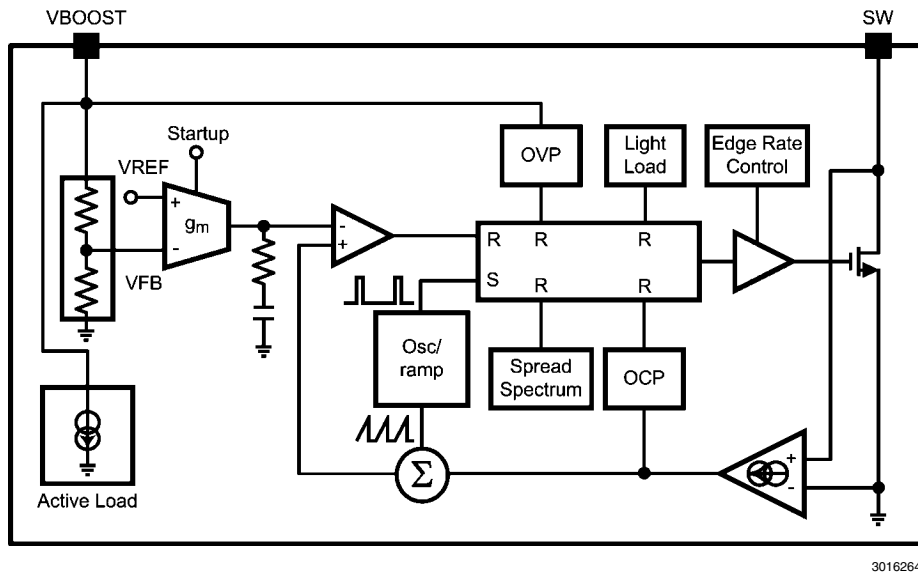 VBOOST
SW
Startup
VREF
+
gm
-
VFB
OVP
Light
Load
Edge Rate
Control
-
+
R
R
R
S
R
R
Osc/
ramp
Spread
Spectrum
OCP
Σ
+
-
Active Load
3016264